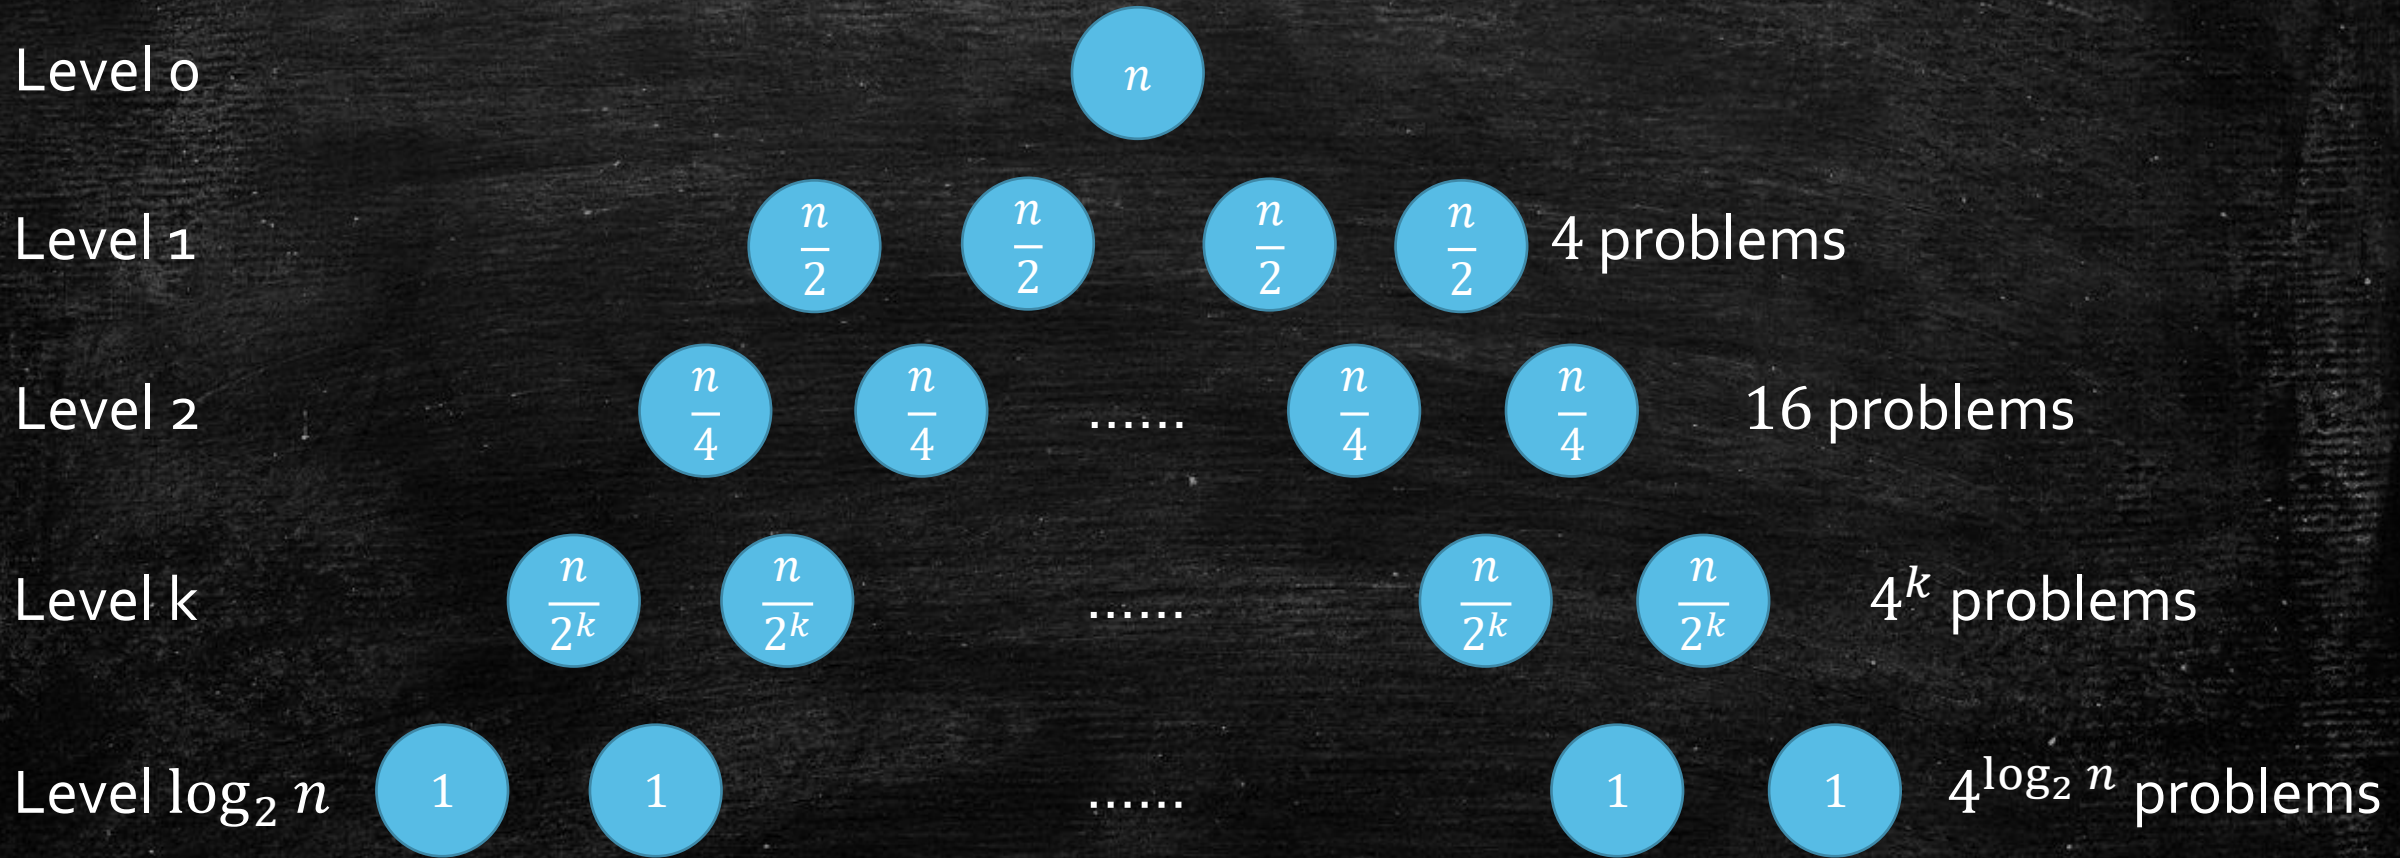 Level 0 n
Level 1 n/2 n/2 n/2 n/2 4 problems
Level 2 n/4 n/4 ...... n/4 n/4 16 problems
Level k n/2^k n/2^k ...... n/2^k n/2^k 4^k problems
Level log₂ n 1 1 ...... 1 1 4^(log₂ n) problems